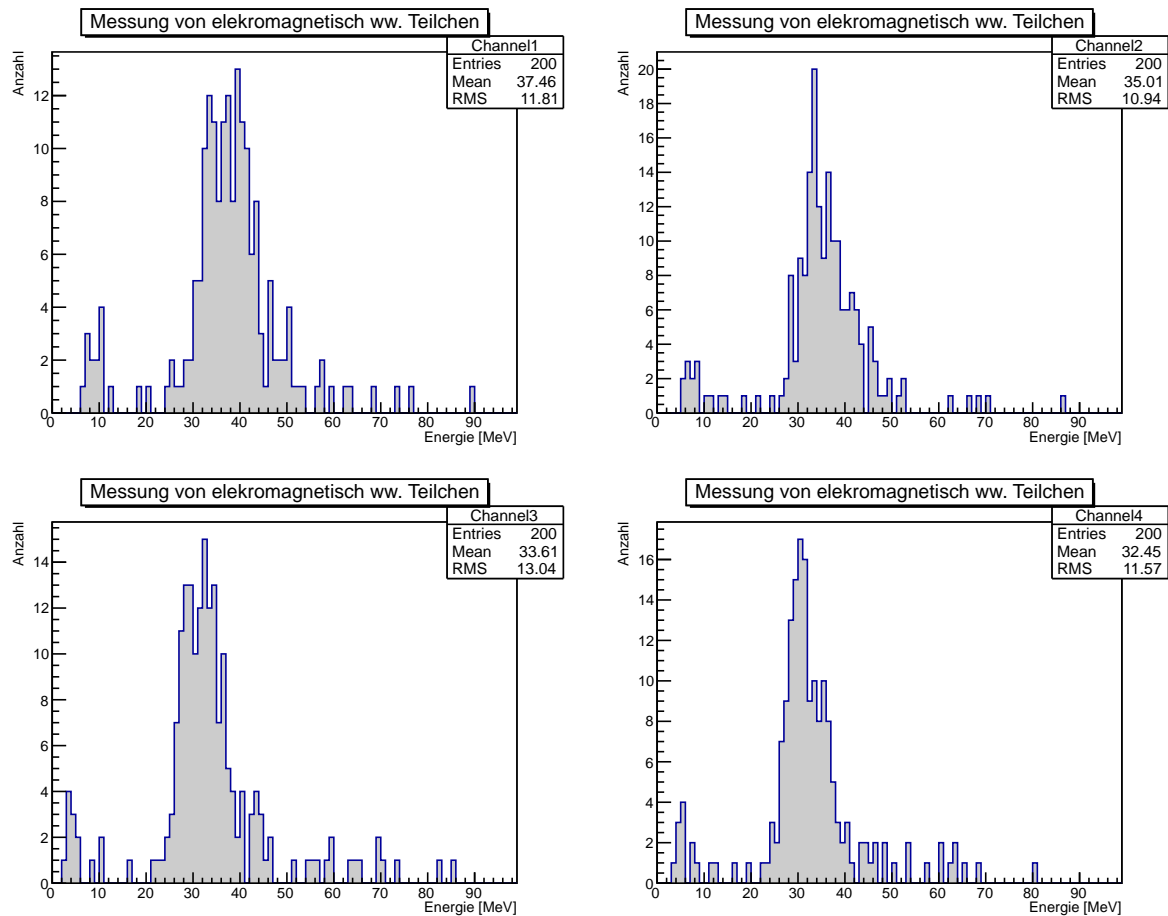 Messung von elekromagnetisch ww. Teilchen
Channel1
Entries 200
Mean 37.46
RMS 11.81
Anzahl
12
10
8
6
4
2
0
0 10 20 30 40 50 60 70 80 90
Energie [MeV]
Messung von elekromagnetisch ww. Teilchen
Channel2
Entries 200
Mean 35.01
RMS 10.94
Anzahl
20
18
16
14
12
10
8
6
4
2
0
0 10 20 30 40 50 60 70 80 90
Energie [MeV]
Messung von elekromagnetisch ww. Teilchen
Channel3
Entries 200
Mean 33.61
RMS 13.04
Anzahl
14
12
10
8
6
4
2
0
0 10 20 30 40 50 60 70 80 90
Energie [MeV]
Messung von elekromagnetisch ww. Teilchen
Channel4
Entries 200
Mean 32.45
RMS 11.57
Anzahl
16
14
12
10
8
6
4
2
0
0 10 20 30 40 50 60 70 80 90
Energie [MeV]